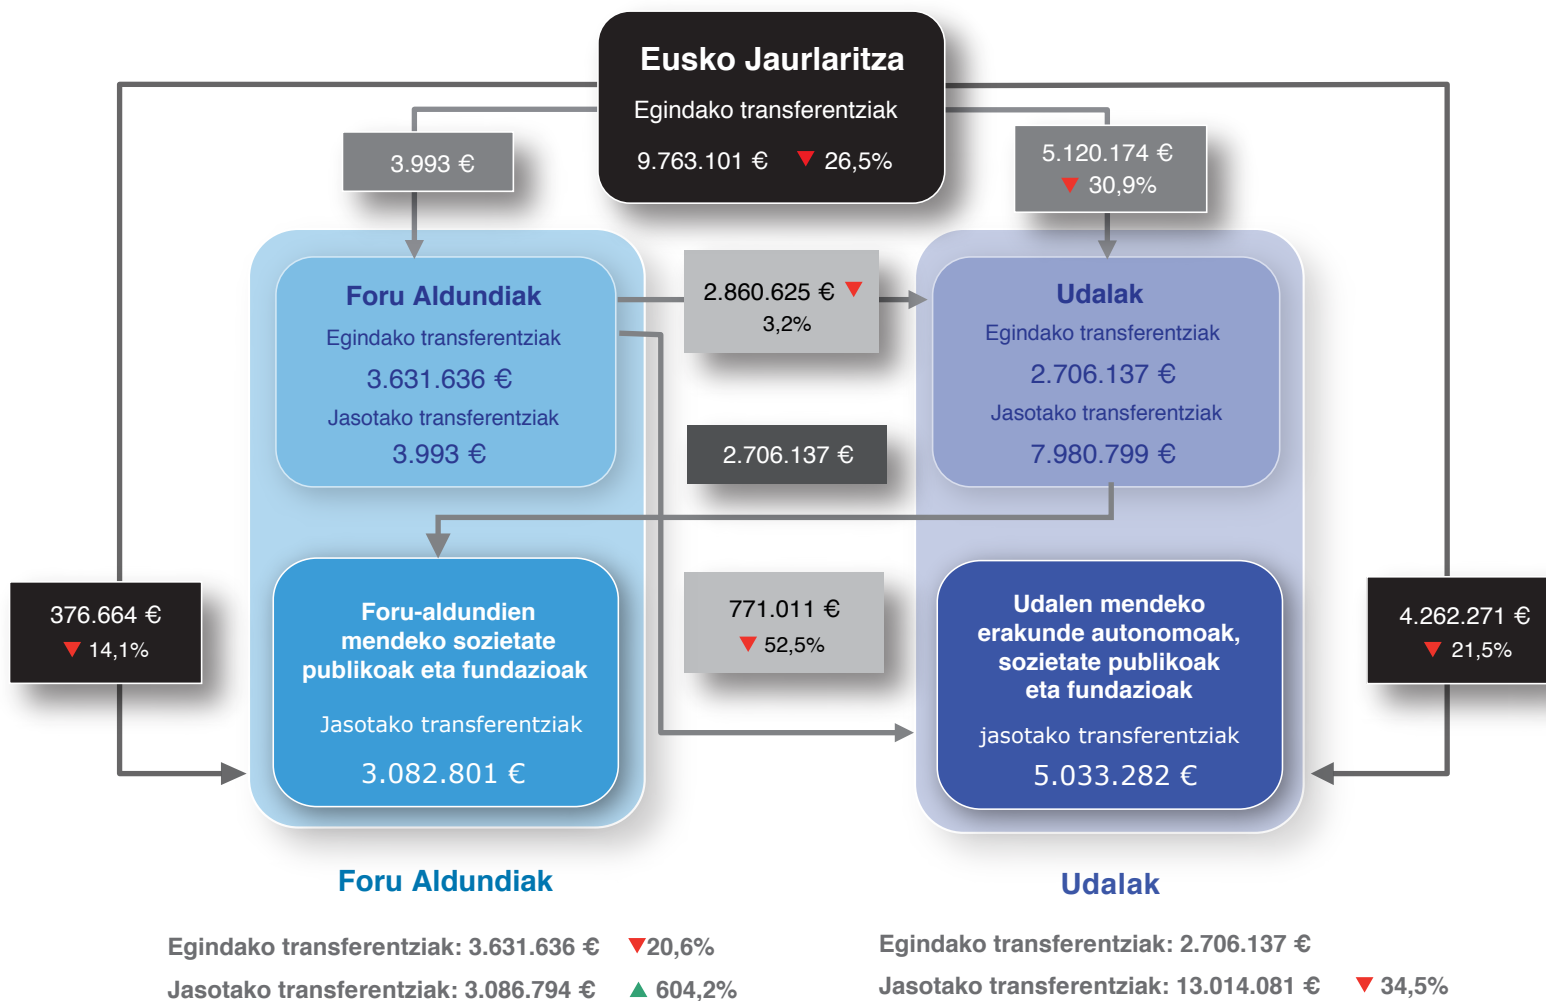 Eusko Jaurlaritza
Egindako transferentziak
9.763.101 € ▼ 26,5%
3.993 €
5.120.174 €
▼ 30,9%
Foru Aldundiak
Egindako transferentziak
3.631.636 €
Jasotako transferentziak
3.993 €
2.860.625 € ▼
3,2%
Udalak
Egindako transferentziak
2.706.137 €
Jasotako transferentziak
7.980.799 €
2.706.137 €
376.664 €
▼ 14,1%
Foru-aldundien
mendeko sozietate
publikoak eta fundazioak
Jasotako transferentziak
3.082.801 €
771.011 €
▼ 52,5%
Udalen mendeko
erakunde autonomoak,
sozietate publikoak
eta fundazioak
jasotako transferentziak
5.033.282 €
4.262.271 €
▼ 21,5%
Foru Aldundiak
Egindako transferentziak: 3.631.636 € ▼20,6%
Jasotako transferentziak: 3.086.794 € ▲ 604,2%
Udalak
Egindako transferentziak: 2.706.137 €
Jasotako transferentziak: 13.014.081 € ▼ 34,5%